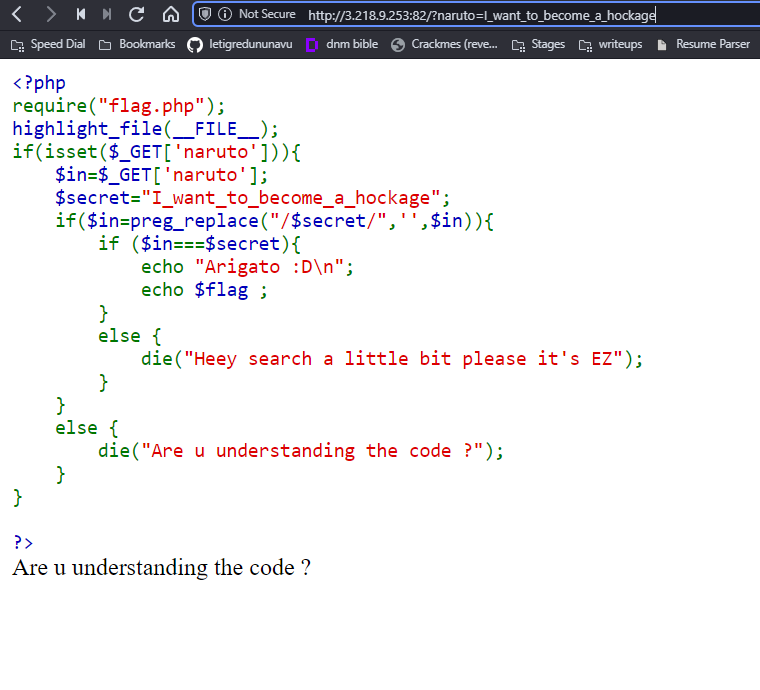 Not Secure http://3.218.9.253:82/?naruto=I_want_to_become_a_hockage
Speed Dial Bookmarks letigredununavu dnm bible Crackmes (reve... Stages writeups Resume Parser
<?php
require("flag.php");
highlight_file(__FILE__);
if(isset($_GET['naruto'])){
    $in=$_GET['naruto'];
    $secret="I_want_to_become_a_hockage";
    if($in=preg_replace("/$secret/",'',$in)){
        if ($in===$secret){
            echo "Arigato :D\n";
            echo $flag ;
        }
        else {
            die("Heey search a little bit please it's EZ");
        }
    }
    else {
        die("Are u understanding the code ?");
    }
}
?>
Are u understanding the code ?